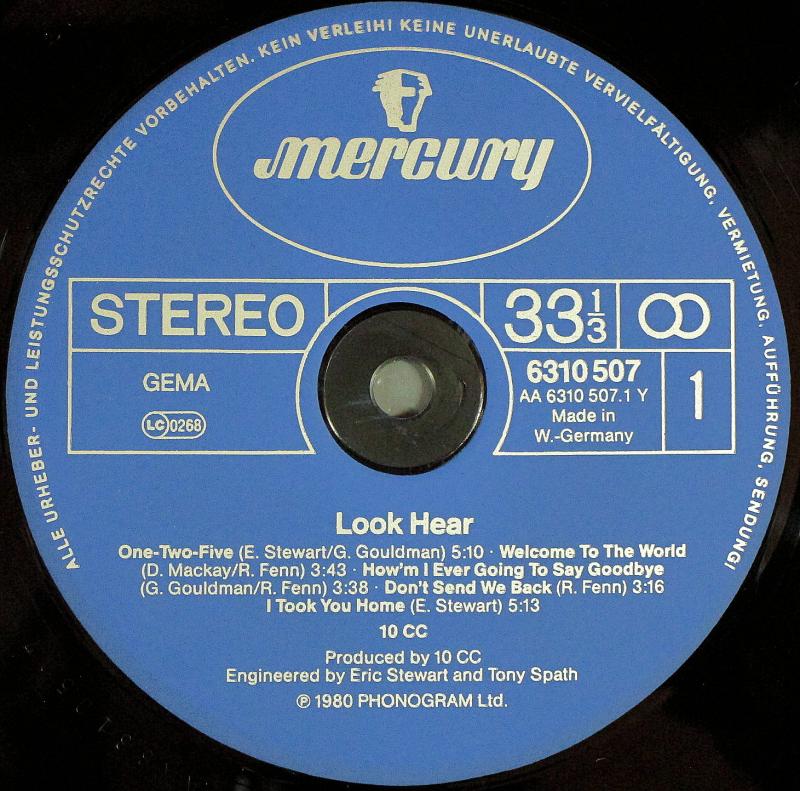 ALLE URHEBER- UND LEISTUNGSSCHUTZRECHTE VORBEHALTEN. KEIN VERLEIH! KEINE UNERLAUBTE VERVIELFÄLTIGUNG, VERMIETUNG, AUFFÜHRUNG, SENDUNG!
mercury
STEREO
33 1/3
GEMA
LC 0268
6310 507
AA 6310 507.1 Y
Made in
W.-Germany
1
Look Hear
One-Two-Five (E. Stewart/G. Gouldman) 5:10 · Welcome To The World
(D. Mackay/R. Fenn) 3:43 · How'm I Ever Going To Say Goodbye
(G. Gouldman/R. Fenn) 3:38 · Don't Send We Back (R. Fenn) 3:16
I Took You Home (E. Stewart) 5:13
10 CC
Produced by 10 CC
Engineered by Eric Stewart and Tony Spath
℗ 1980 PHONOGRAM Ltd.